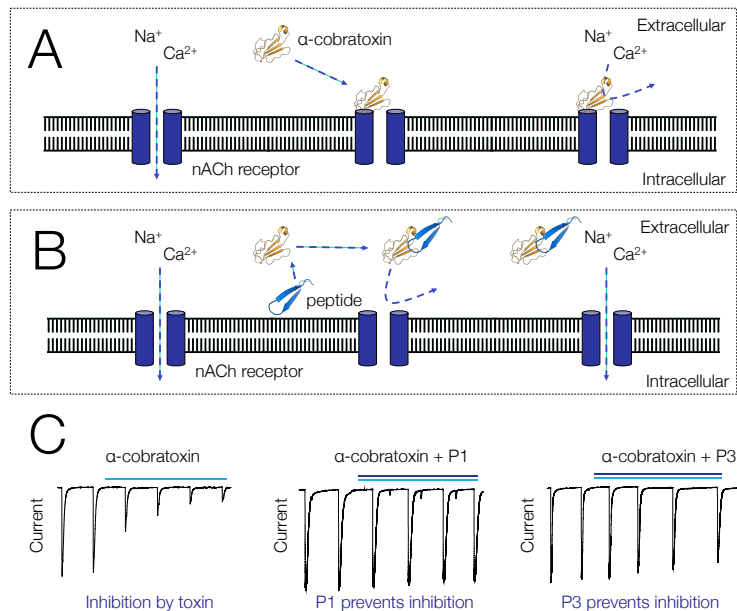 A
Na⁺
Ca²⁺
α-cobratoxin
Na⁺
Ca²⁺
Extracellular
nACh receptor
Intracellular
B
Na⁺
Ca²⁺
peptide
Na⁺
Ca²⁺
Extracellular
nACh receptor
Intracellular
C
α-cobratoxin
α-cobratoxin + P1
α-cobratoxin + P3
Current
Current
Current
Inhibition by toxin
P1 prevents inhibition
P3 prevents inhibition